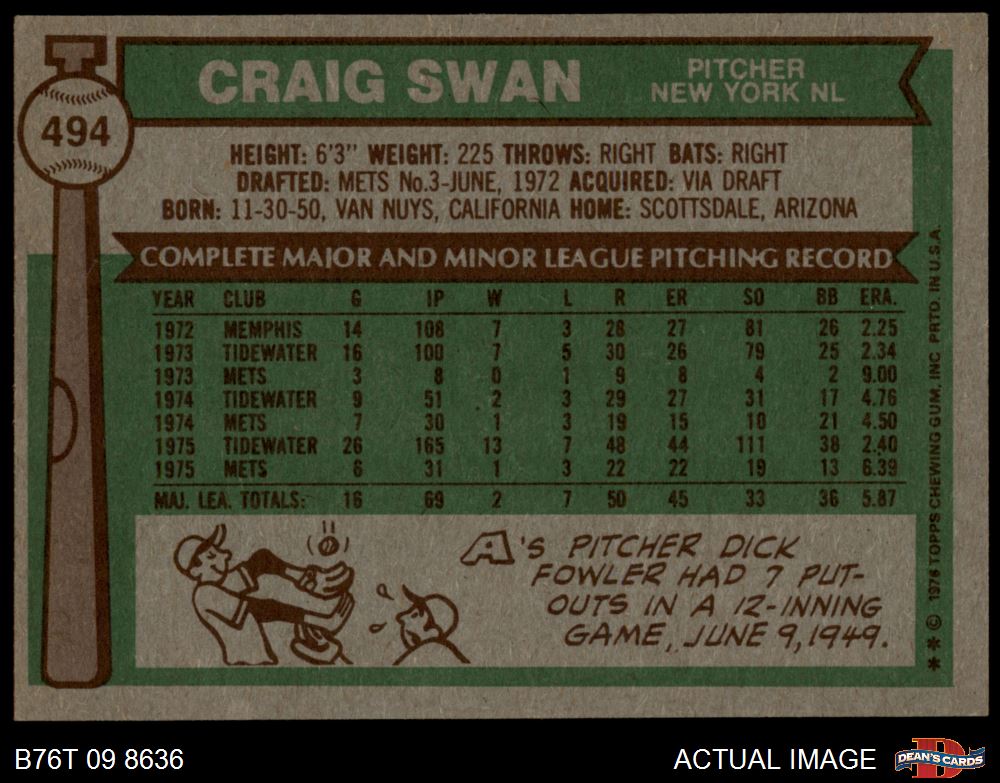 CRAIG SWAN
PITCHER
NEW YORK NL
494
HEIGHT: 6'3" WEIGHT: 225 THROWS: RIGHT BATS: RIGHT
DRAFTED: METS No.3-JUNE, 1972 ACQUIRED: VIA DRAFT
BORN: 11-30-50, VAN NUYS, CALIFORNIA HOME: SCOTTSDALE, ARIZONA
COMPLETE MAJOR AND MINOR LEAGUE PITCHING RECORD
YEAR CLUB G IP W L R ER SO BB ERA.
1972 MEMPHIS 14 108 7 3 28 27 81 26 2.25
1973 TIDEWATER 16 100 7 5 30 26 79 25 2.34
1973 METS 3 8 0 1 9 8 4 2 9.00
1974 TIDEWATER 9 51 2 3 29 27 31 17 4.76
1974 METS 7 30 1 3 19 15 10 21 4.50
1975 TIDEWATER 26 165 13 7 48 44 111 38 2.40
1975 METS 6 31 1 3 22 22 19 13 6.39
MAJ. LEA. TOTALS: 16 69 2 7 50 45 33 36 5.87
A'S PITCHER DICK
FOWLER HAD 7 PUT-
OUTS IN A 12-INNING
GAME, JUNE 9, 1949.
** © 1976 TOPPS CHEWING GUM, INC PRTD. IN U.S.A.
B76T 09 8636
ACTUAL IMAGE
D
DEAN'S CARDS